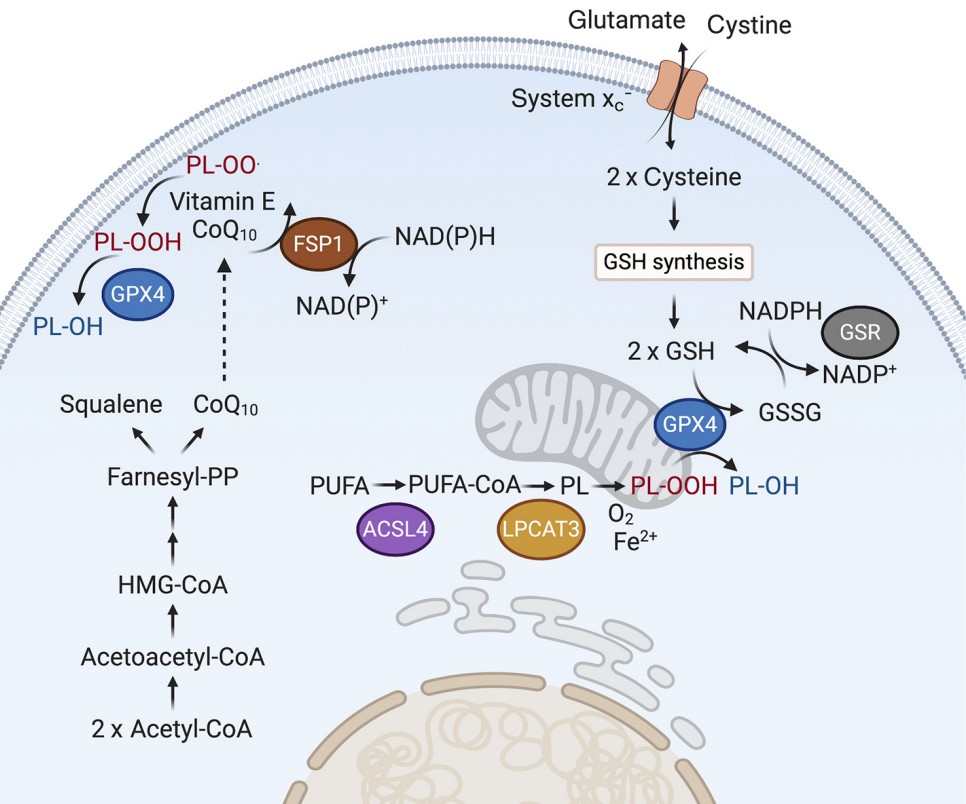 Glutamate
Cystine
System xc-
2 x Cysteine
GSH synthesis
2 x GSH
NADPH
GSR
NADP+
GSSG
GPX4
PL-OO·
Vitamin E
CoQ10
FSP1
NAD(P)H
NAD(P)+
PL-OOH
GPX4
PL-OH
Squalene
CoQ10
Farnesyl-PP
HMG-CoA
Acetoacetyl-CoA
2 x Acetyl-CoA
PUFA
PUFA-CoA
PL
PL-OOH
PL-OH
ACSL4
LPCAT3
O2
Fe2+